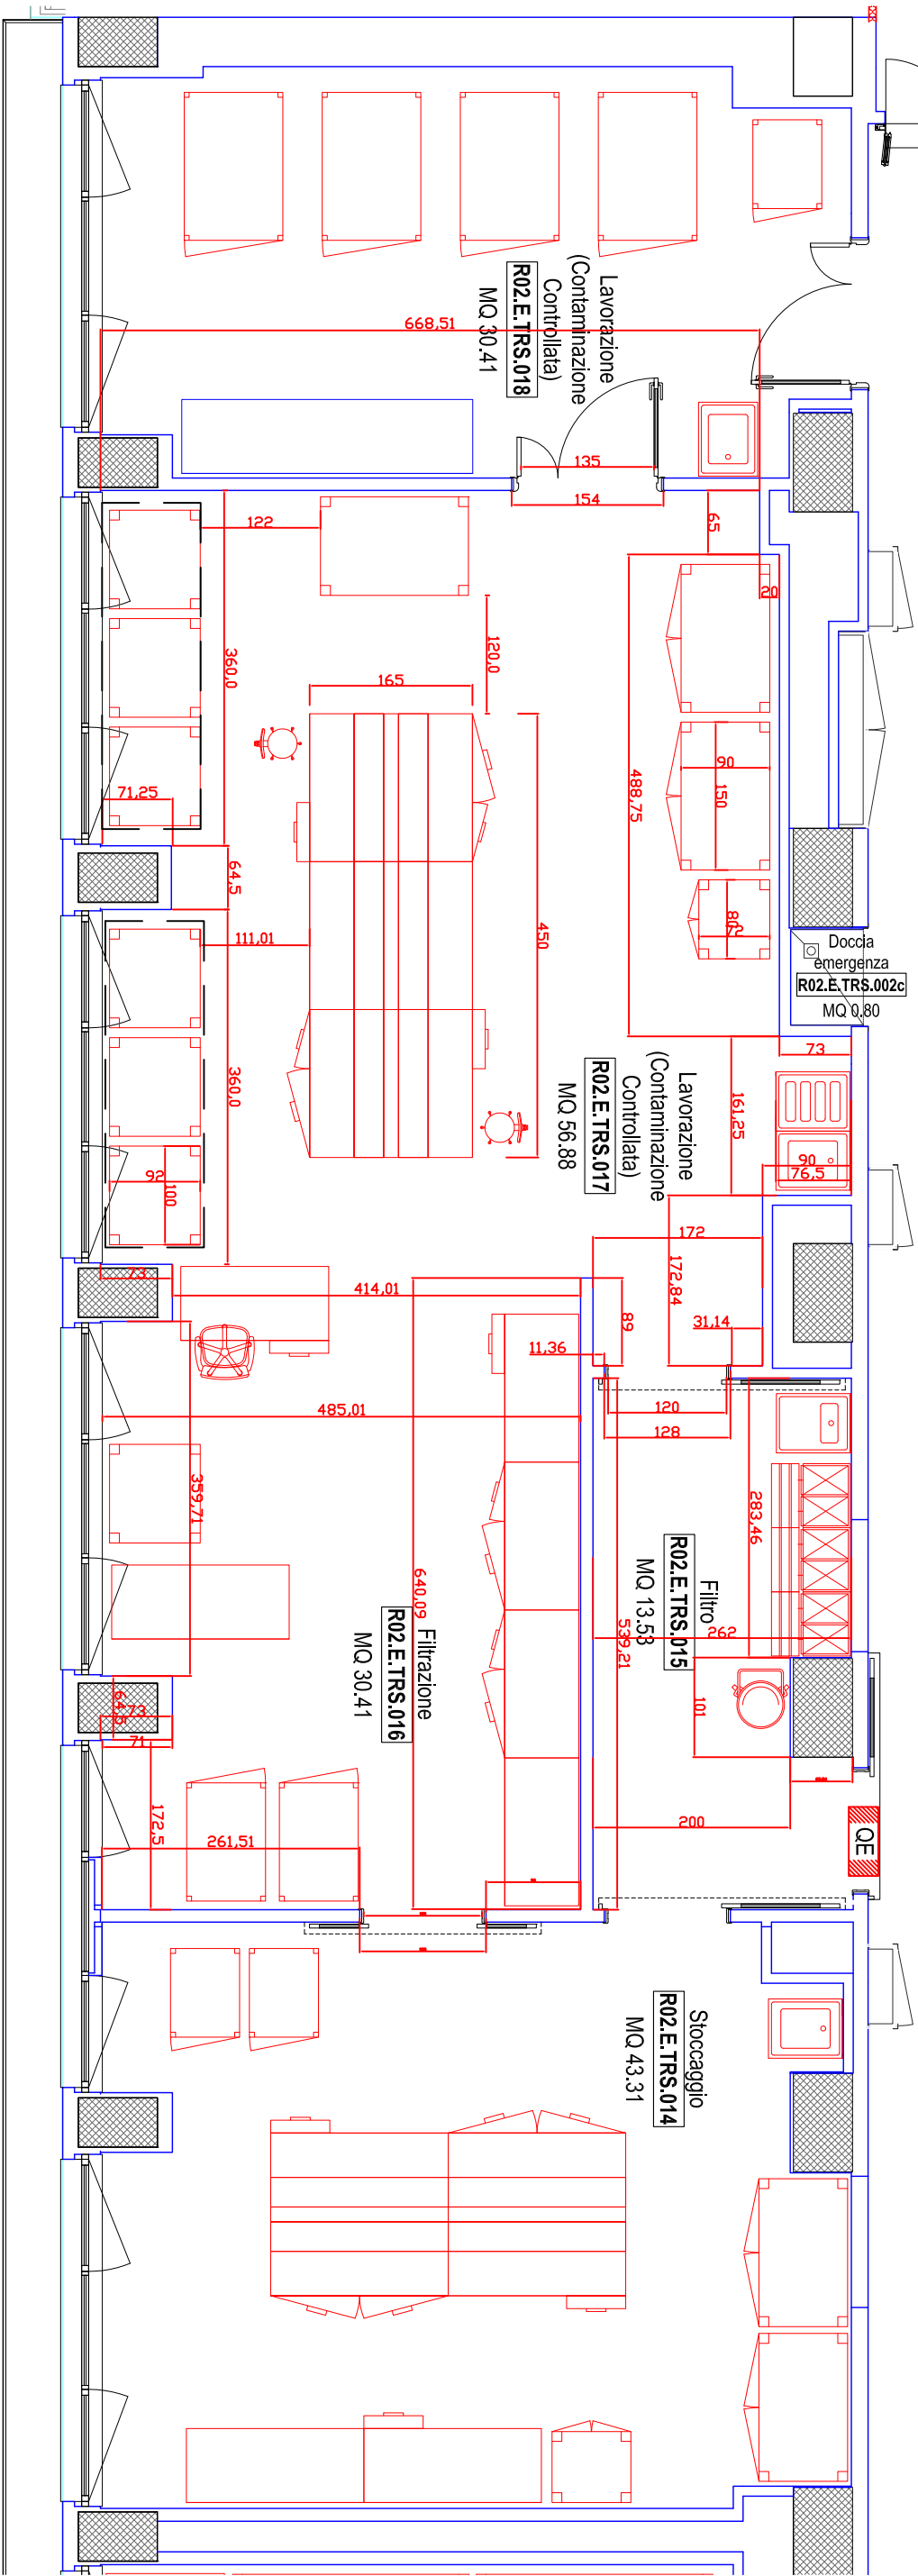 Lavorazione
(Contaminazione
Controllata)
R02.E.TRS.018
MQ 30.41
668,51
135
154
122
65
20
120,0
360,0
165
488,75
90
150
71,25
64,5
80
72
111,01
450
Doccia
emergenza
R02.E.TRS.002c
MQ 0.80
Lavorazione
(Contaminazione
Controllata)
R02.E.TRS.017
MQ 56.88
73
161,25
90
76,5
360,0
92
100
172
172,84
73
414,01
89
31,14
11,36
120
128
485,01
359,71
283,46
640,09
Filtro
R02.E.TRS.015
MQ 13.53
262
539,21
Filtrazione
R02.E.TRS.016
MQ 30.41
101
64,5
73
71
172,5
261,51
200
QE
Stoccaggio
R02.E.TRS.014
MQ 43.31